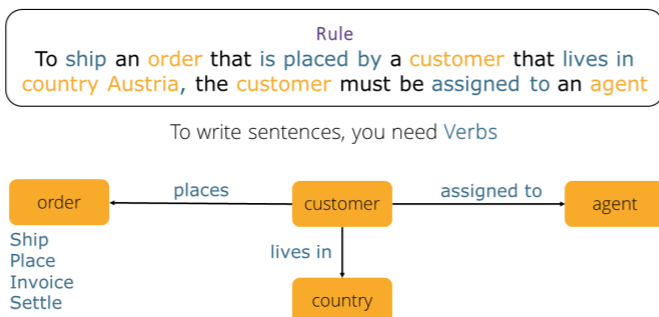 Rule
To ship an order that is placed by a customer that lives in
country Austria, the customer must be assigned to an agent
To write sentences, you need Verbs
order
places
customer
assigned to
agent
Ship
Place
Invoice
Settle
lives in
country